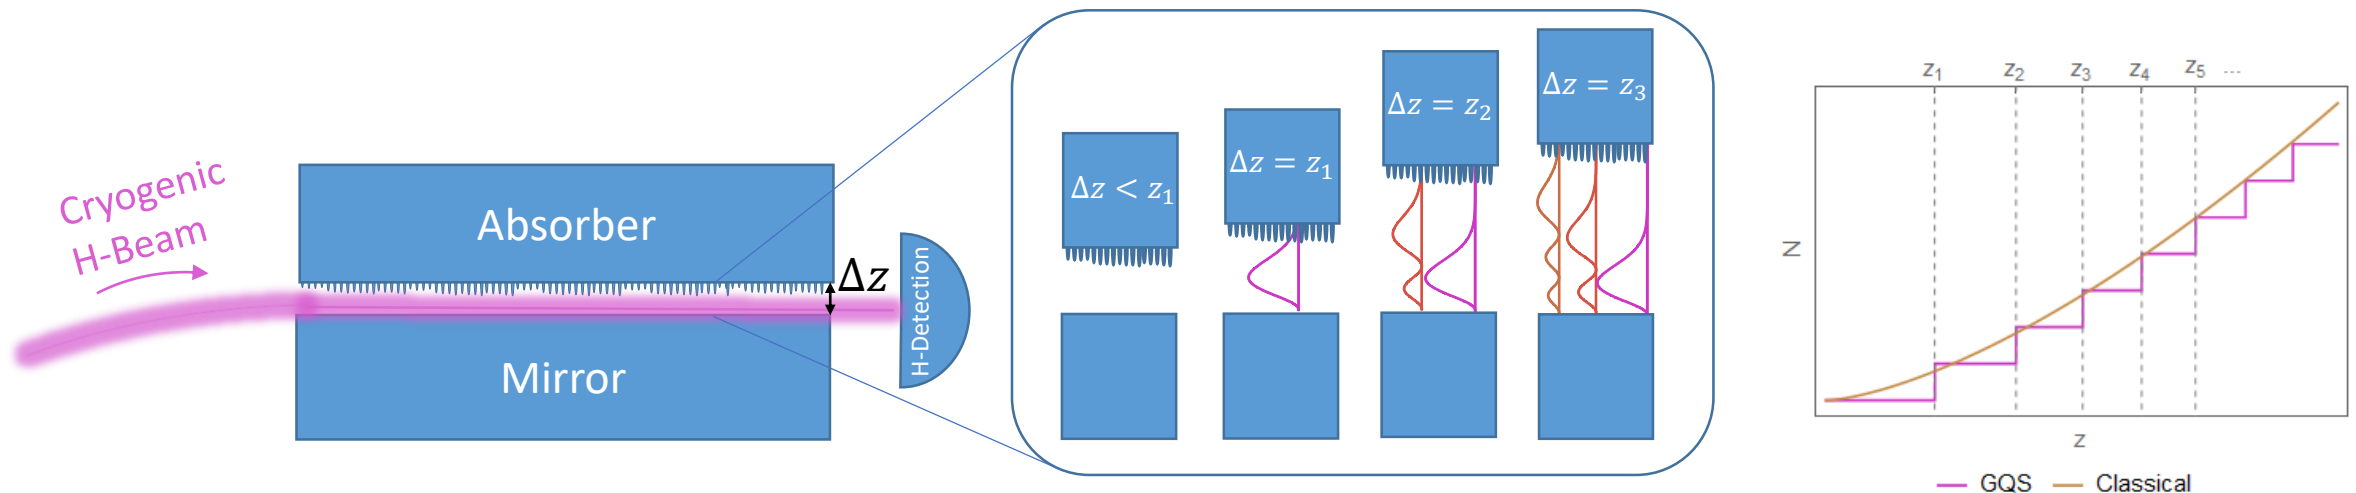 Cryogenic
H-Beam
Absorber
Mirror
Δz
H-Detection
Δz < z₁
Δz = z₁
Δz = z₂
Δz = z₃
z₁ z₂ z₃ z₄ z₅ ...
N
z
GQS Classical